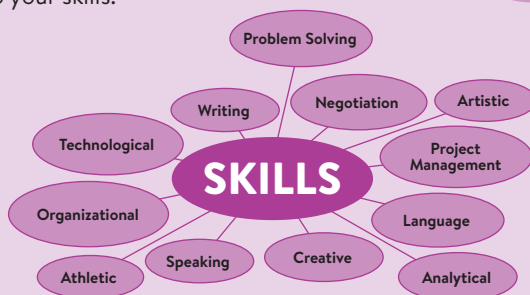 your skills.
Problem Solving
Writing
Negotiation
Artistic
Technological
Project
Management
SKILLS
Organizational
Language
Speaking
Creative
Athletic
Analytical